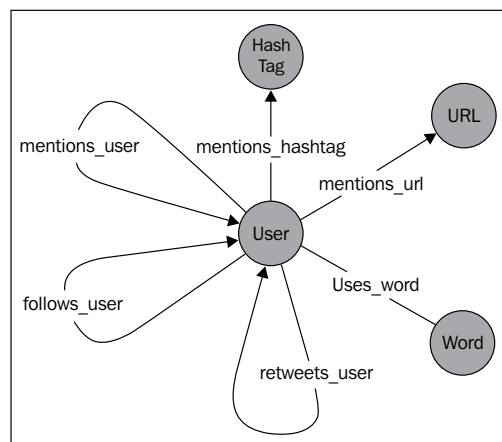 Hash
Tag
URL
mentions_user
mentions_hashtag
mentions_url
User
follows_user
Uses_word
Word
retweets_user